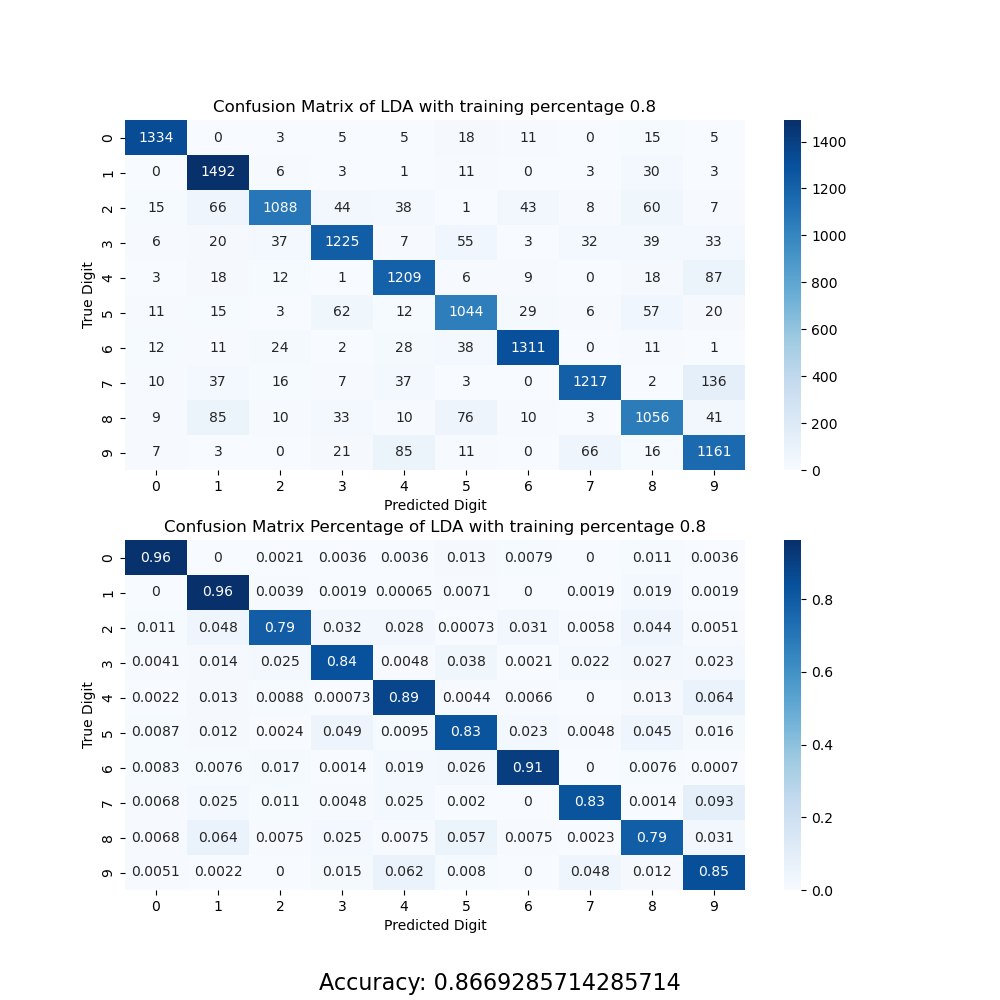 Confusion Matrix of LDA with training percentage 0.8
True Digit
0 1334 0 3 5 5 18 11 0 15 5
1 0 1492 6 3 1 11 0 3 30 3
2 15 66 1088 44 38 1 43 8 60 7
3 6 20 37 1225 7 55 3 32 39 33
4 3 18 12 1 1209 6 9 0 18 87
5 11 15 3 62 12 1044 29 6 57 20
6 12 11 24 2 28 38 1311 0 11 1
7 10 37 16 7 37 3 0 1217 2 136
8 9 85 10 33 10 76 10 3 1056 41
9 7 3 0 21 85 11 0 66 16 1161
0 1 2 3 4 5 6 7 8 9
Predicted Digit
1400
1200
1000
800
600
400
200
0
Confusion Matrix Percentage of LDA with training percentage 0.8
True Digit
0 0.96 0 0.0021 0.0036 0.0036 0.013 0.0079 0 0.011 0.0036
1 0 0.96 0.0039 0.0019 0.00065 0.0071 0 0.0019 0.019 0.0019
2 0.011 0.048 0.79 0.032 0.028 0.00073 0.031 0.0058 0.044 0.0051
3 0.0041 0.014 0.025 0.84 0.0048 0.038 0.0021 0.022 0.027 0.023
4 0.0022 0.013 0.0088 0.00073 0.89 0.0044 0.0066 0 0.013 0.064
5 0.0087 0.012 0.0024 0.049 0.0095 0.83 0.023 0.0048 0.045 0.016
6 0.0083 0.0076 0.017 0.0014 0.019 0.026 0.91 0 0.0076 0.0007
7 0.0068 0.025 0.011 0.0048 0.025 0.002 0 0.83 0.0014 0.093
8 0.0068 0.064 0.0075 0.025 0.0075 0.057 0.0075 0.0023 0.79 0.031
9 0.0051 0.0022 0 0.015 0.062 0.008 0 0.048 0.012 0.85
0 1 2 3 4 5 6 7 8 9
Predicted Digit
0.8
0.6
0.4
0.2
0.0
Accuracy: 0.8669285714285714